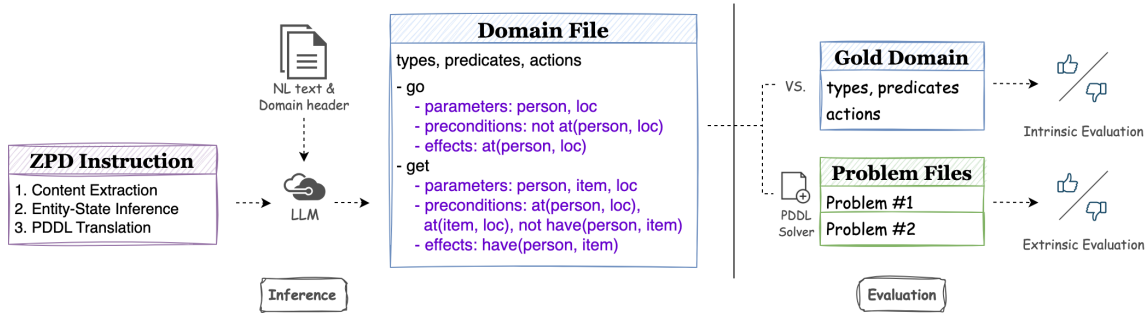 ZPD Instruction
1. Content Extraction
2. Entity-State Inference
3. PDDL Translation
NL text &
Domain header
LLM
Inference
Domain File
types, predicates, actions
- go
- parameters: person, loc
- preconditions: not at(person, loc)
- effects: at(person, loc)
- get
- parameters: person, item, loc
- preconditions: at(person, loc),
at(item, loc), not have(person, item)
- effects: have(person, item)
VS.
Gold Domain
types, predicates
actions
Intrinsic Evaluation
PDDL
Solver
Problem Files
Problem #1
Problem #2
Extrinsic Evaluation
Evaluation